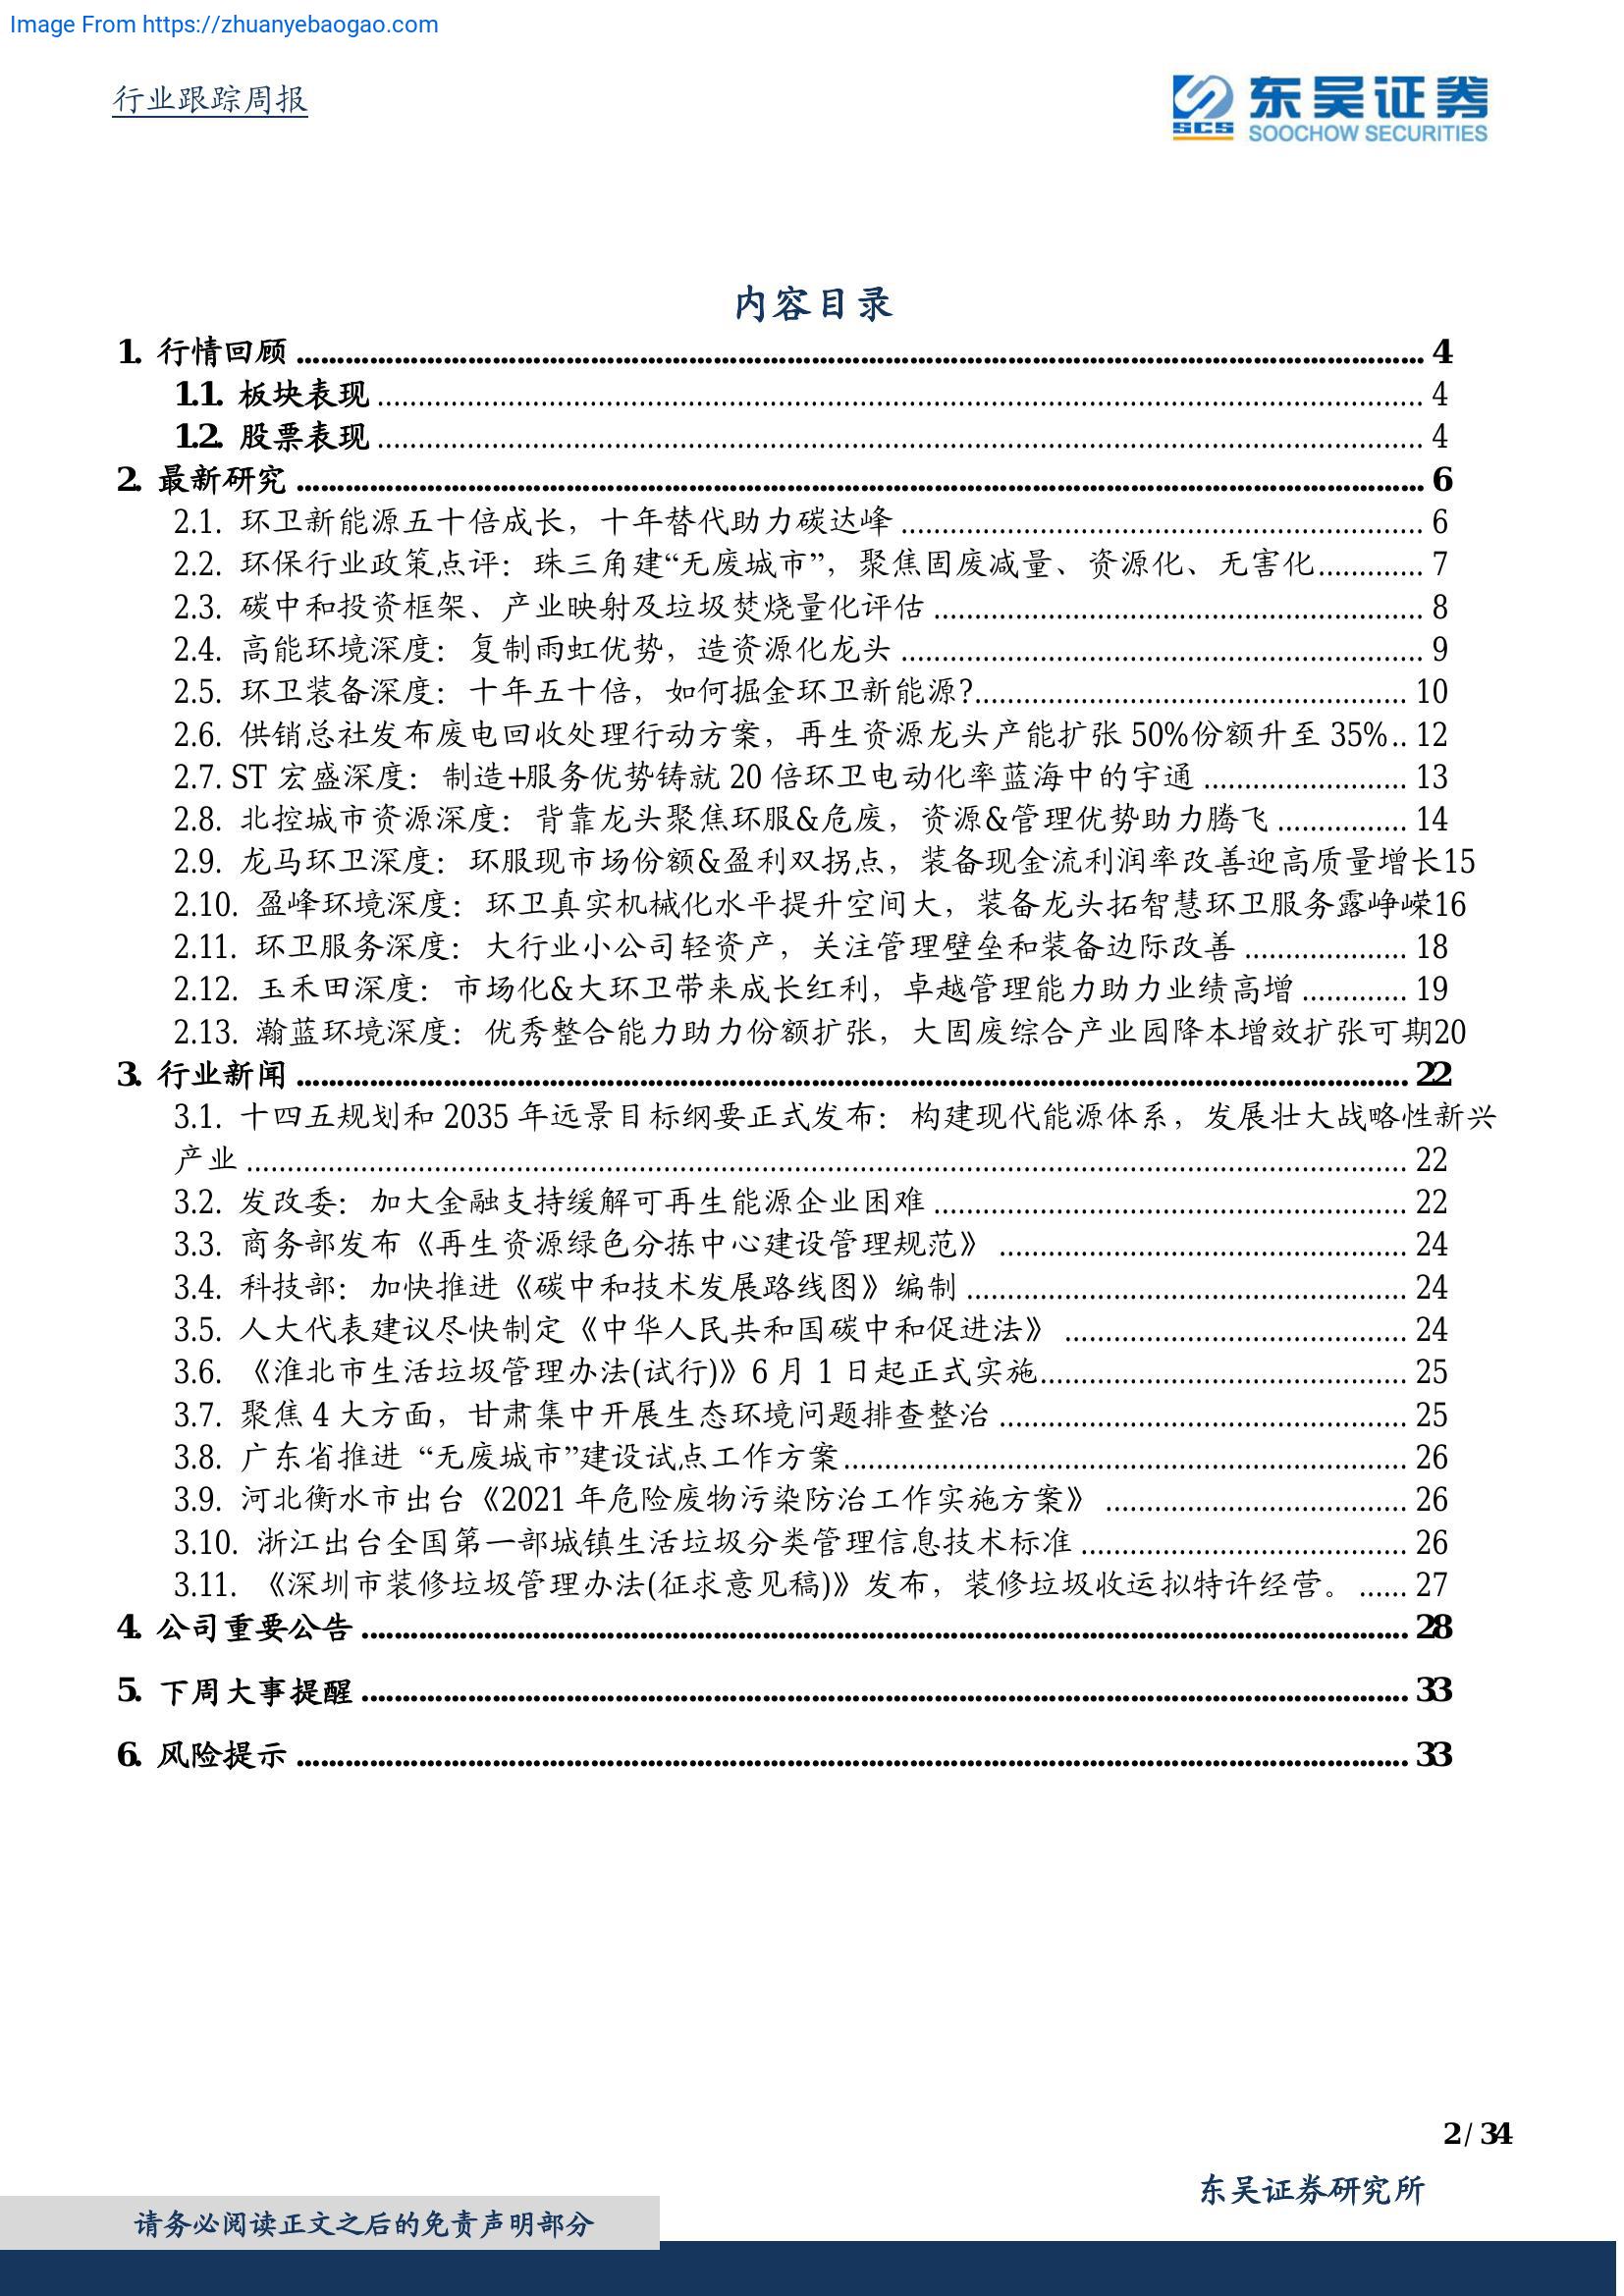 Image From https://zhuanyebaogao.com
行业跟踪周报
东吴证券
SCS
SOOCHOW SECURITIES
内容目录
1. 行情回顾 ........ 4
1.1. 板块表现 ........ 4
1.2. 股票表现 ........ 4
2. 最新研究 ........ 6
2.1. 环卫新能源五十倍成长，十年替代助力碳达峰 ........ 6
2.2. 环保行业政策点评：珠三角建“无废城市”，聚焦固废减量、资源化、无害化 ........ 7
2.3. 碳中和投资框架、产业映射及垃圾焚烧量化评估 ........ 8
2.4. 高能环境深度：复制雨虹优势，造资源化龙头 ........ 9
2.5. 环卫装备深度：十年五十倍，如何掘金环卫新能源? ........ 10
2.6. 供销总社发布废电回收处理行动方案，再生资源龙头产能扩张 50%份额升至 35%.. 12
2.7. ST 宏盛深度：制造+服务优势铸就 20 倍环卫电动化率蓝海中的宇通 ........ 13
2.8. 北控城市资源深度：背靠龙头聚焦环服&危废，资源&管理优势助力腾飞 ........ 14
2.9. 龙马环卫深度：环服现市场份额&盈利双拐点，装备现金流利润率改善迎高质量增长15
2.10. 盈峰环境深度：环卫真实机械化水平提升空间大，装备龙头拓智慧环卫服务露峥嵘16
2.11. 环卫服务深度：大行业小公司轻资产，关注管理壁垒和装备边际改善 ........ 18
2.12. 玉禾田深度：市场化&大环卫带来成长红利，卓越管理能力助力业绩高增 ........ 19
2.13. 瀚蓝环境深度：优秀整合能力助力份额扩张，大固废综合产业园降本增效扩张可期20
3. 行业新闻 ........ 22
3.1. 十四五规划和 2035 年远景目标纲要正式发布：构建现代能源体系，发展壮大战略性新兴
产业 ........ 22
3.2. 发改委：加大金融支持缓解可再生能源企业困难 ........ 22
3.3. 商务部发布《再生资源绿色分拣中心建设管理规范》 ........ 24
3.4. 科技部：加快推进《碳中和技术发展路线图》编制 ........ 24
3.5. 人大代表建议尽快制定《中华人民共和国碳中和促进法》 ........ 24
3.6. 《淮北市生活垃圾管理办法(试行)》6 月 1 日起正式实施 ........ 25
3.7. 聚焦 4 大方面，甘肃集中开展生态环境问题排查整治 ........ 25
3.8. 广东省推进 “无废城市”建设试点工作方案 ........ 26
3.9. 河北衡水市出台《2021 年危险废物污染防治工作实施方案》 ........ 26
3.10. 浙江出台全国第一部城镇生活垃圾分类管理信息技术标准 ........ 26
3.11. 《深圳市装修垃圾管理办法(征求意见稿)》发布，装修垃圾收运拟特许经营。 ...... 27
4. 公司重要公告 ........ 28
5. 下周大事提醒 ........ 33
6. 风险提示 ........ 33
2 / 34
东吴证券研究所
请务必阅读正文之后的免责声明部分